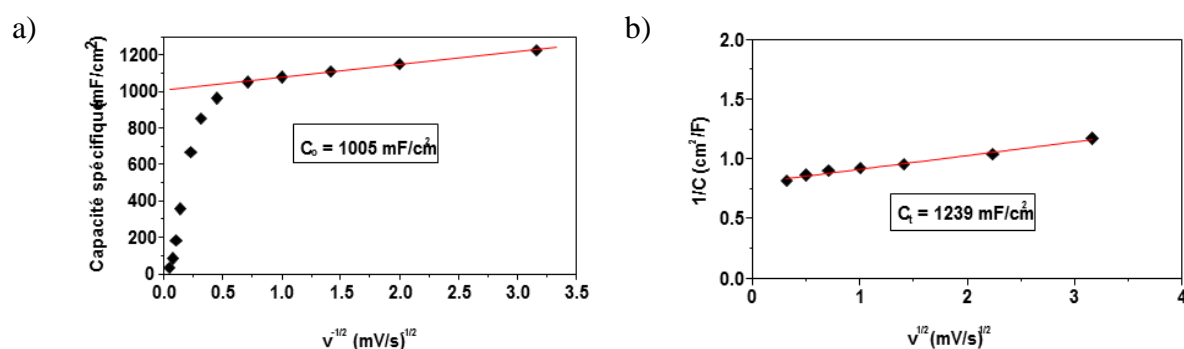 a)
Capacité spécifique(mF/cm²)
1200
1000
800
600
400
200
0
C₀ = 1005 mF/cm²
0.0 0.5 1.0 1.5 2.0 2.5 3.0 3.5
v⁻¹/² (mV/s)⁻¹/²
b)
1/C (cm²/F)
2.0
1.5
1.0
0.5
0.0
Cₜ = 1239 mF/cm²
0 1 2 3 4
v¹/² (mV/s)¹/²